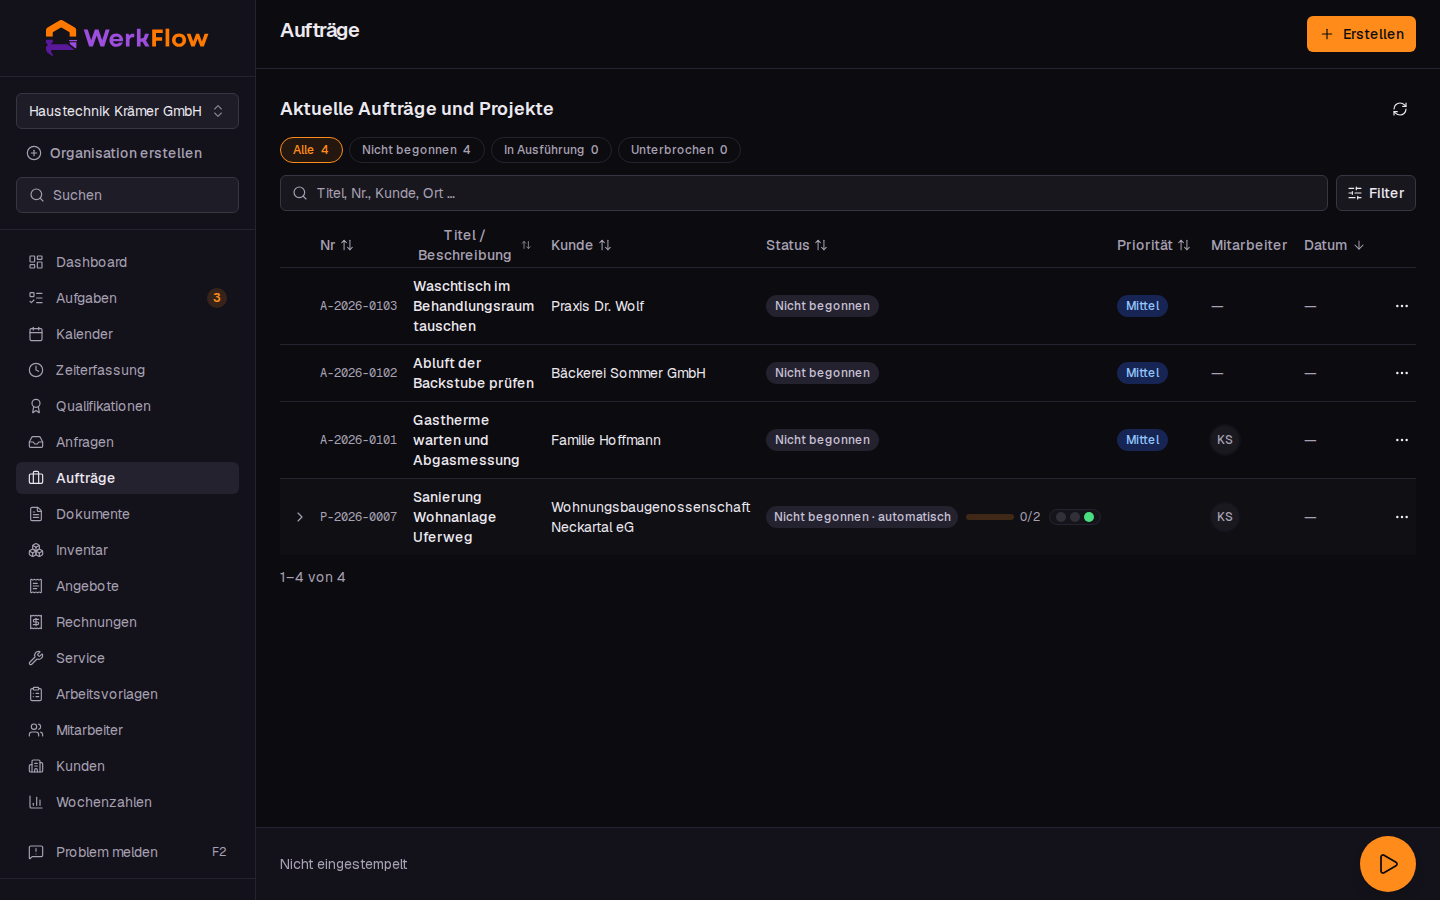 WerkFlow
Haustechnik Krämer GmbH
Organisation erstellen
Suchen
Dashboard
Aufgaben 3
Kalender
Zeiterfassung
Qualifikationen
Anfragen
Aufträge
Dokumente
Inventar
Angebote
Rechnungen
Service
Arbeitsvorlagen
Mitarbeiter
Kunden
Wochenzahlen
Problem melden F2
Aufträge
Erstellen
Aktuelle Aufträge und Projekte
Alle 4 Nicht begonnen 4 In Ausführung 0 Unterbrochen 0
Titel, Nr., Kunde, Ort …
Filter
Nr Titel / Beschreibung Kunde Status Priorität Mitarbeiter Datum
A-2026-0103
Waschtisch im
Behandlungsraum
tauschen
Praxis Dr. Wolf
Nicht begonnen
Mittel
—
—
A-2026-0102
Abluft der
Backstube prüfen
Bäckerei Sommer GmbH
Nicht begonnen
Mittel
—
—
A-2026-0101
Gastherme
warten und
Abgasmessung
Familie Hoffmann
Nicht begonnen
Mittel
KS
—
P-2026-0007
Sanierung
Wohnanlage
Uferweg
Wohnungsbaugenossenschaft
Neckartal eG
Nicht begonnen · automatisch
0/2
KS
—
1–4 von 4
Nicht eingestempelt